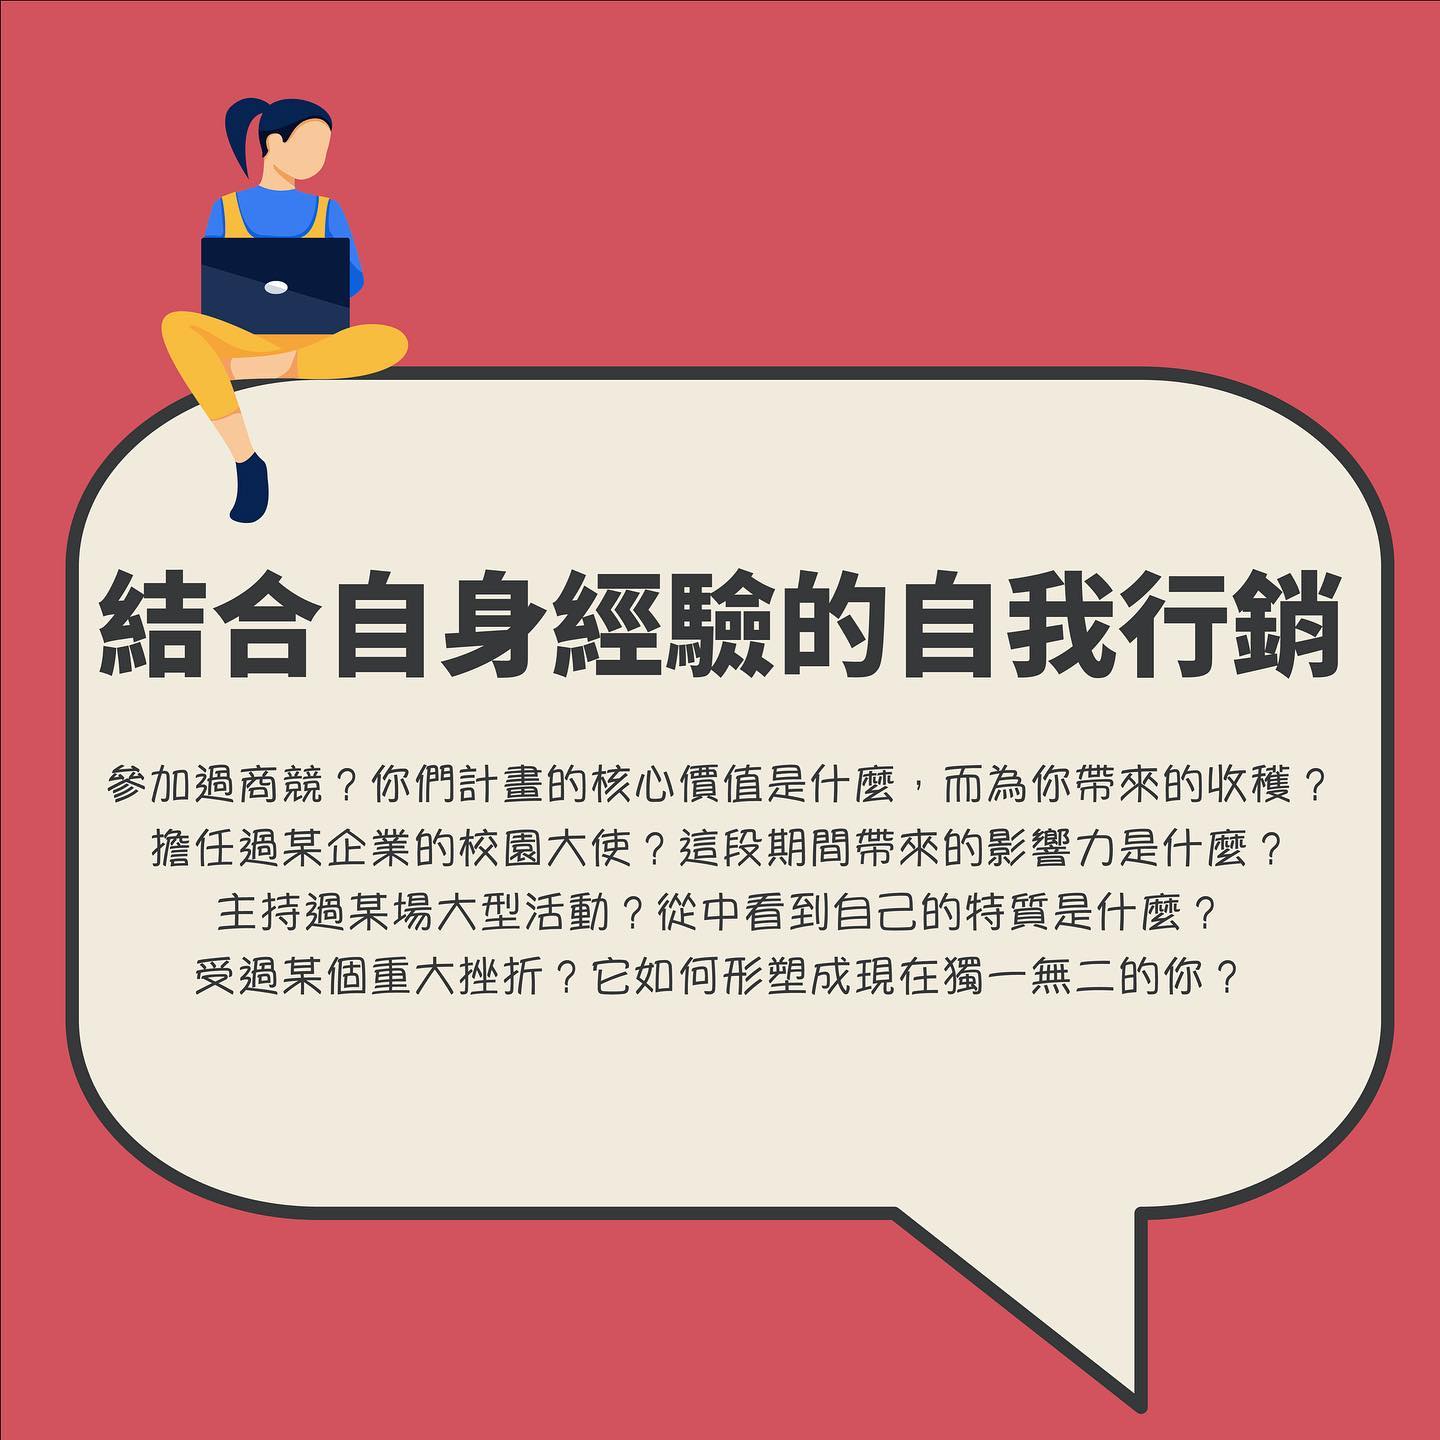 結合自身經驗的自我行銷
參加過商競？你們計畫的核心價值是什麼，而為你帶來的收穫？
擔任過某企業的校園大使？這段期間帶來的影響力是什麼？
主持過某場大型活動？從中看到自己的特質是什麼？
受過某個重大挫折？它如何形塑成現在獨一無二的你？